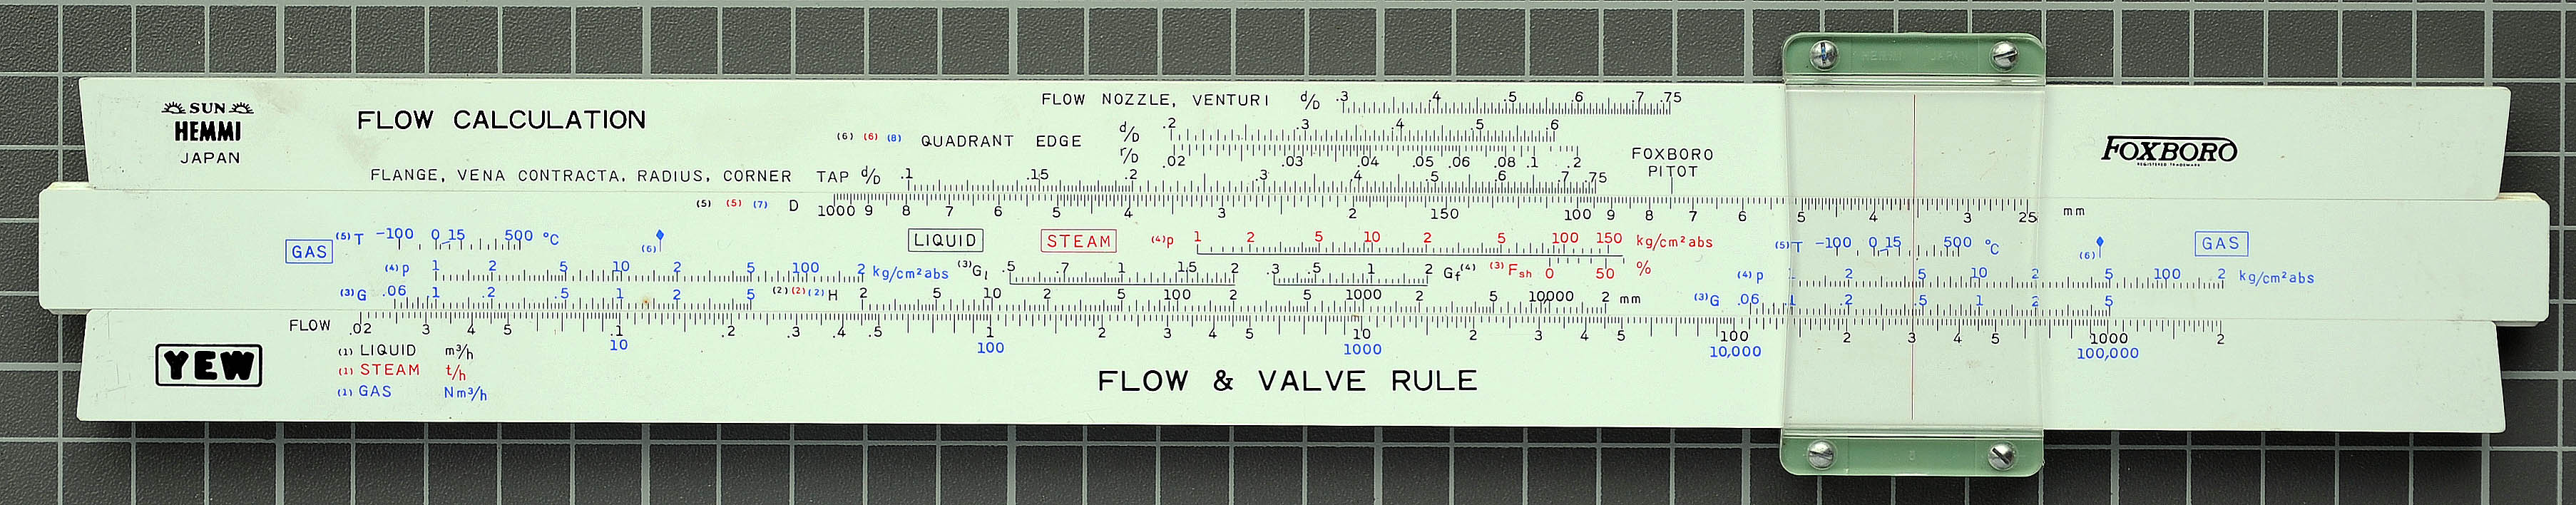 FLOW NOZZLE, VENTURI d/D .3 .4 .5 .6 .7 .75
SUN
HEMMI
JAPAN
FLOW CALCULATION
(6) (6) (8) QUADRANT EDGE d/D .2 .3 .4 .5 .6
r/D .02 .03 .04 .05 .06 .08 .1 .2
FOXBORO
PITOT
FOXBORO
FLANGE, VENA CONTRACTA, RADIUS, CORNER TAP d/D .1 .15 .2 .3 .4 .5 .6 .7 .75
(5) (5) (7) D 1000 9 8 7 6 5 4 3 2 150 100 9 8 7 6 5 4 3 25 mm
GAS (5) T -100 0 15 500 °C (6) LIQUID STEAM (4) p 1 2 5 10 2 5 100 150 kg/cm²abs (5) T -100 0 15 500 °C (6) GAS
(4) p 1 2 5 10 2 5 100 2 kg/cm²abs (3) Gl .5 .7 1 1.5 2 .3 .5 1 2 Gf (4) (3) Fsh 0 50 % (4) p 1 2 5 10 2 5 100 2 kg/cm²abs
(3) G .06 .1 .2 .5 1 2 5 (2) (2) (2) H 2 5 10 2 5 100 2 5 1000 2 5 10000 2 mm (3) G .06 .1 .2 .5 1 2 5
FLOW .02 3 4 5 .1 .2 .3 .4 .5 1 2 3 4 5 10 2 3 4 5 100 2 3 4 5 1000 2
10 100 1000 10,000 100,000
YEW
(1) LIQUID m³/h
(1) STEAM t/h
(1) GAS Nm³/h
FLOW & VALVE RULE